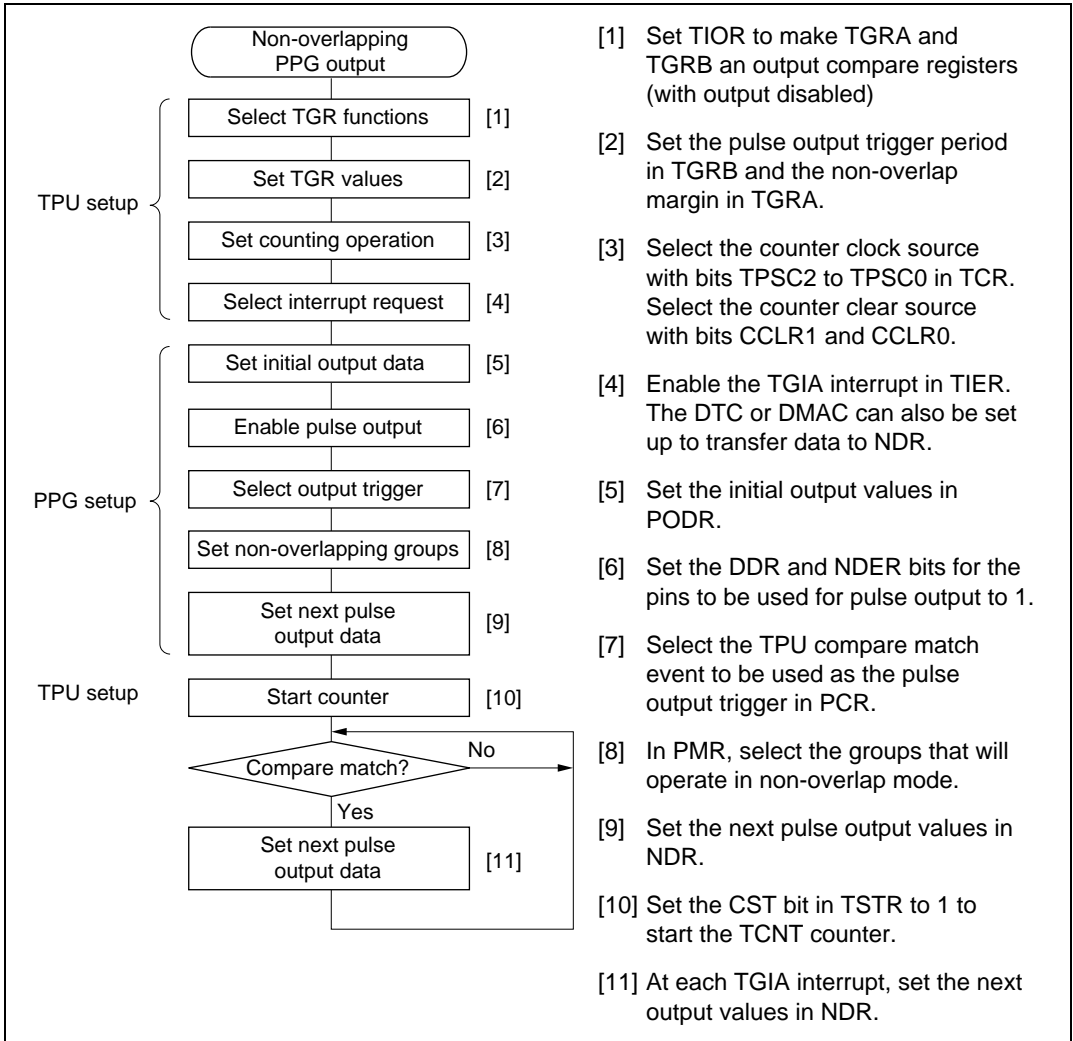 Non-overlapping
PPG output
Select TGR functions
[1]
Set TGR values
[2]
TPU setup
Set counting operation
[3]
Select interrupt request
[4]
Set initial output data
[5]
Enable pulse output
[6]
PPG setup
Select output trigger
[7]
Set non-overlapping groups
[8]
Set next pulse
output data
[9]
TPU setup
Start counter
[10]
Compare match?
No
Yes
Set next pulse
output data
[11]
[1] Set TIOR to make TGRA and
TGRB an output compare registers
(with output disabled)
[2] Set the pulse output trigger period
in TGRB and the non-overlap
margin in TGRA.
[3] Select the counter clock source
with bits TPSC2 to TPSC0 in TCR.
Select the counter clear source
with bits CCLR1 and CCLR0.
[4] Enable the TGIA interrupt in TIER.
The DTC or DMAC can also be set
up to transfer data to NDR.
[5] Set the initial output values in
PODR.
[6] Set the DDR and NDER bits for the
pins to be used for pulse output to 1.
[7] Select the TPU compare match
event to be used as the pulse
output trigger in PCR.
[8] In PMR, select the groups that will
operate in non-overlap mode.
[9] Set the next pulse output values in
NDR.
[10] Set the CST bit in TSTR to 1 to
start the TCNT counter.
[11] At each TGIA interrupt, set the next
output values in NDR.